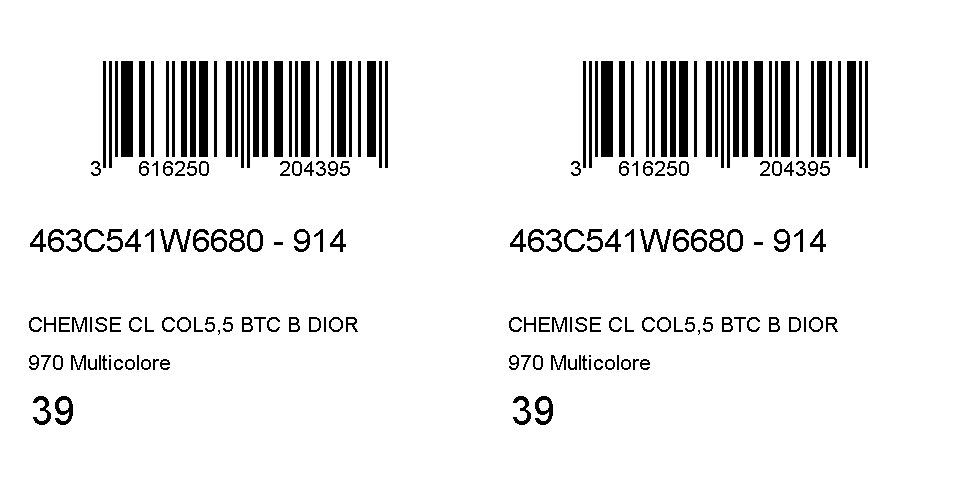 3 616250 204395
463C541W6680 - 914
CHEMISE CL COL5,5 BTC B DIOR
970 Multicolore
39
3 616250 204395
463C541W6680 - 914
CHEMISE CL COL5,5 BTC B DIOR
970 Multicolore
39